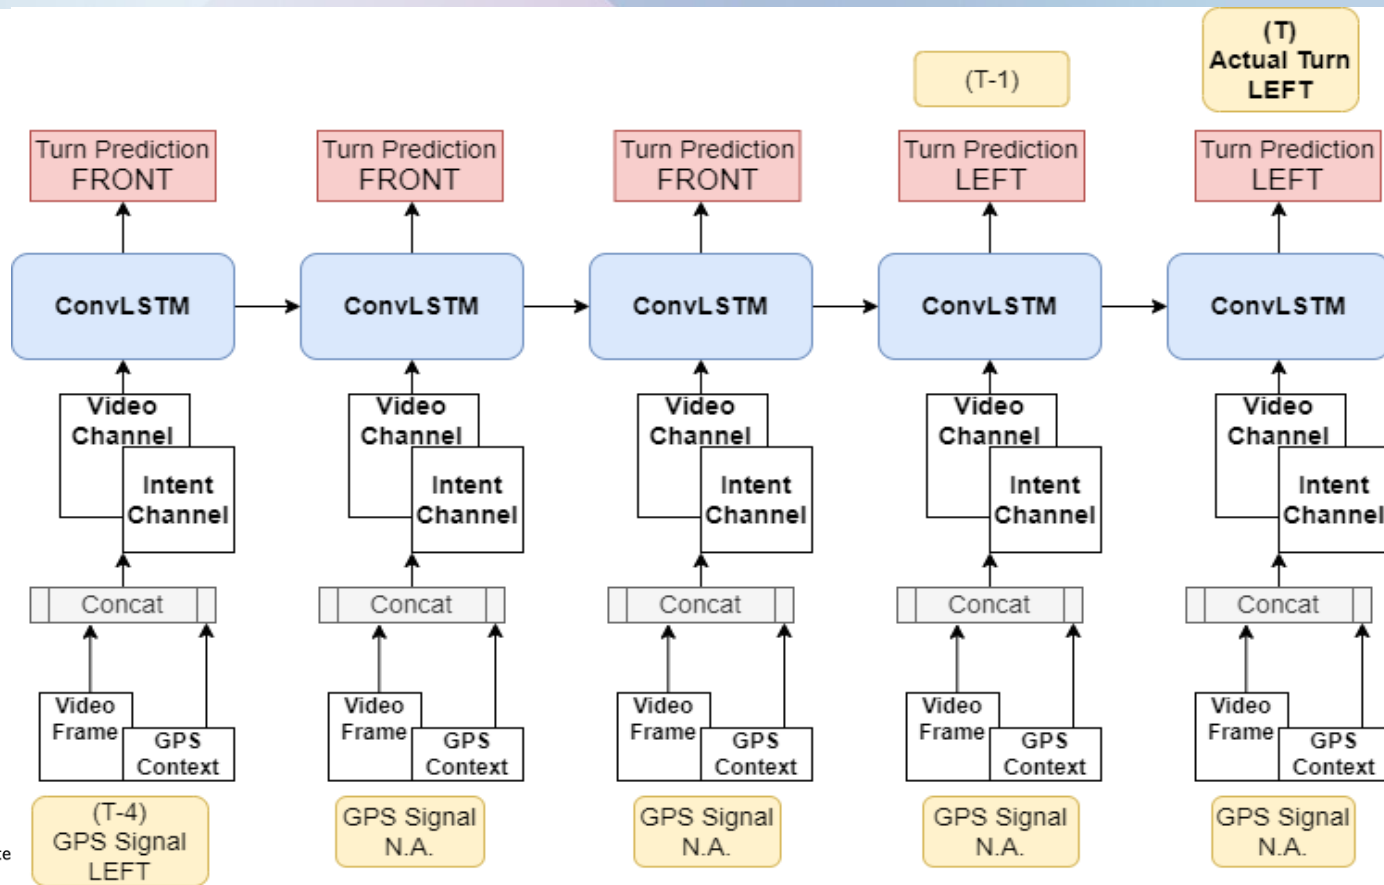 (T)
Actual Turn
LEFT
(T-1)
Turn Prediction
FRONT
Turn Prediction
FRONT
Turn Prediction
FRONT
Turn Prediction
LEFT
Turn Prediction
LEFT
ConvLSTM
ConvLSTM
ConvLSTM
ConvLSTM
ConvLSTM
Video
Channel
Intent
Channel
Video
Channel
Intent
Channel
Video
Channel
Intent
Channel
Video
Channel
Intent
Channel
Video
Channel
Intent
Channel
Concat
Concat
Concat
Concat
Concat
Video
Frame
GPS
Context
Video
Frame
GPS
Context
Video
Frame
GPS
Context
Video
Frame
GPS
Context
Video
Frame
GPS
Context
(T-4)
GPS Signal
LEFT
GPS Signal
N.A.
GPS Signal
N.A.
GPS Signal
N.A.
GPS Signal
N.A.